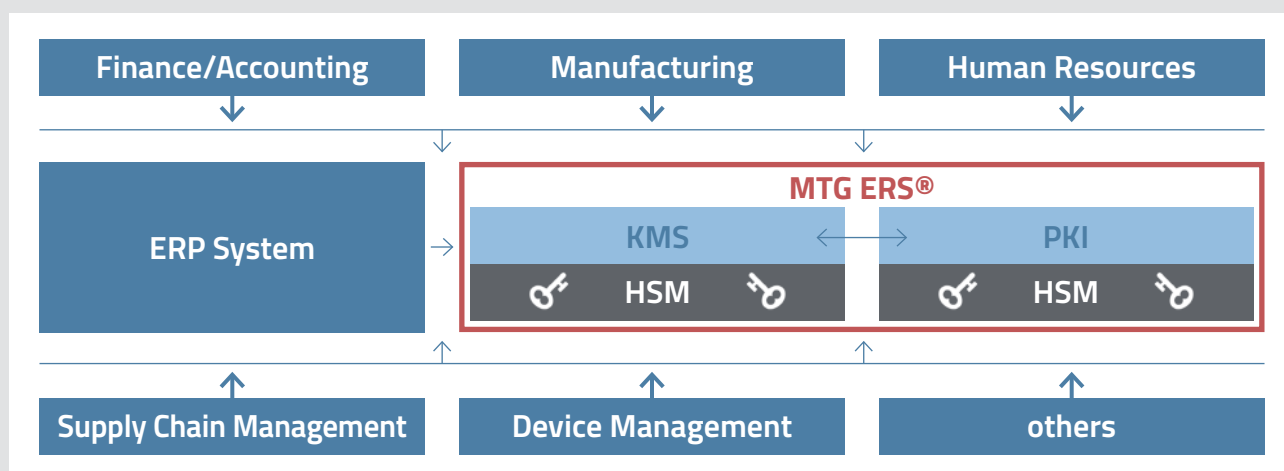 Finance/Accounting
Manufacturing
Human Resources
ERP System
MTG ERS®
KMS
PKI
HSM
HSM
Supply Chain Management
Device Management
others